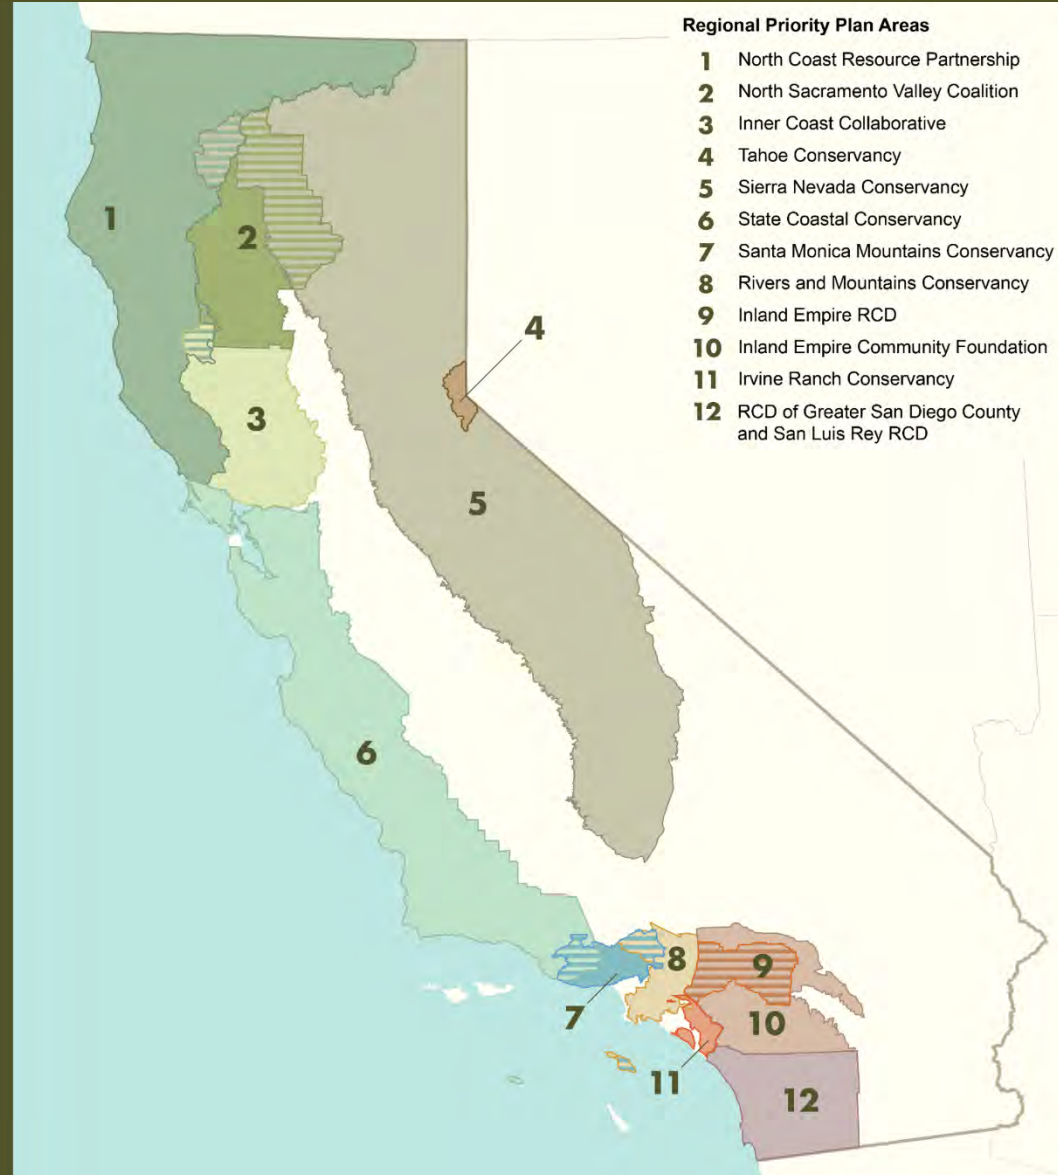 Regional Priority Plan Areas
1 North Coast Resource Partnership
2 North Sacramento Valley Coalition
3 Inner Coast Collaborative
4 Tahoe Conservancy
5 Sierra Nevada Conservancy
6 State Coastal Conservancy
7 Santa Monica Mountains Conservancy
8 Rivers and Mountains Conservancy
9 Inland Empire RCD
10 Inland Empire Community Foundation
11 Irvine Ranch Conservancy
12 RCD of Greater San Diego County
and San Luis Rey RCD
1
2
4
3
5
6
8
9
7
10
11
12